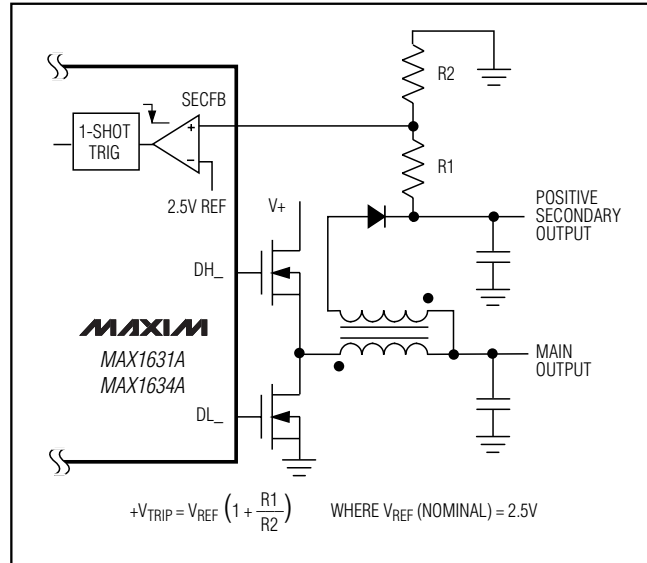 R2
SECFB
1-SHOT
TRIG
+
−
R1
2.5V REF
V+
POSITIVE
SECONDARY
OUTPUT
DH_
MAXIM
MAX1631A
MAX1634A
MAIN
OUTPUT
DL_
+VTRIP = VREF (1 + R1/R2) WHERE VREF (NOMINAL) = 2.5V